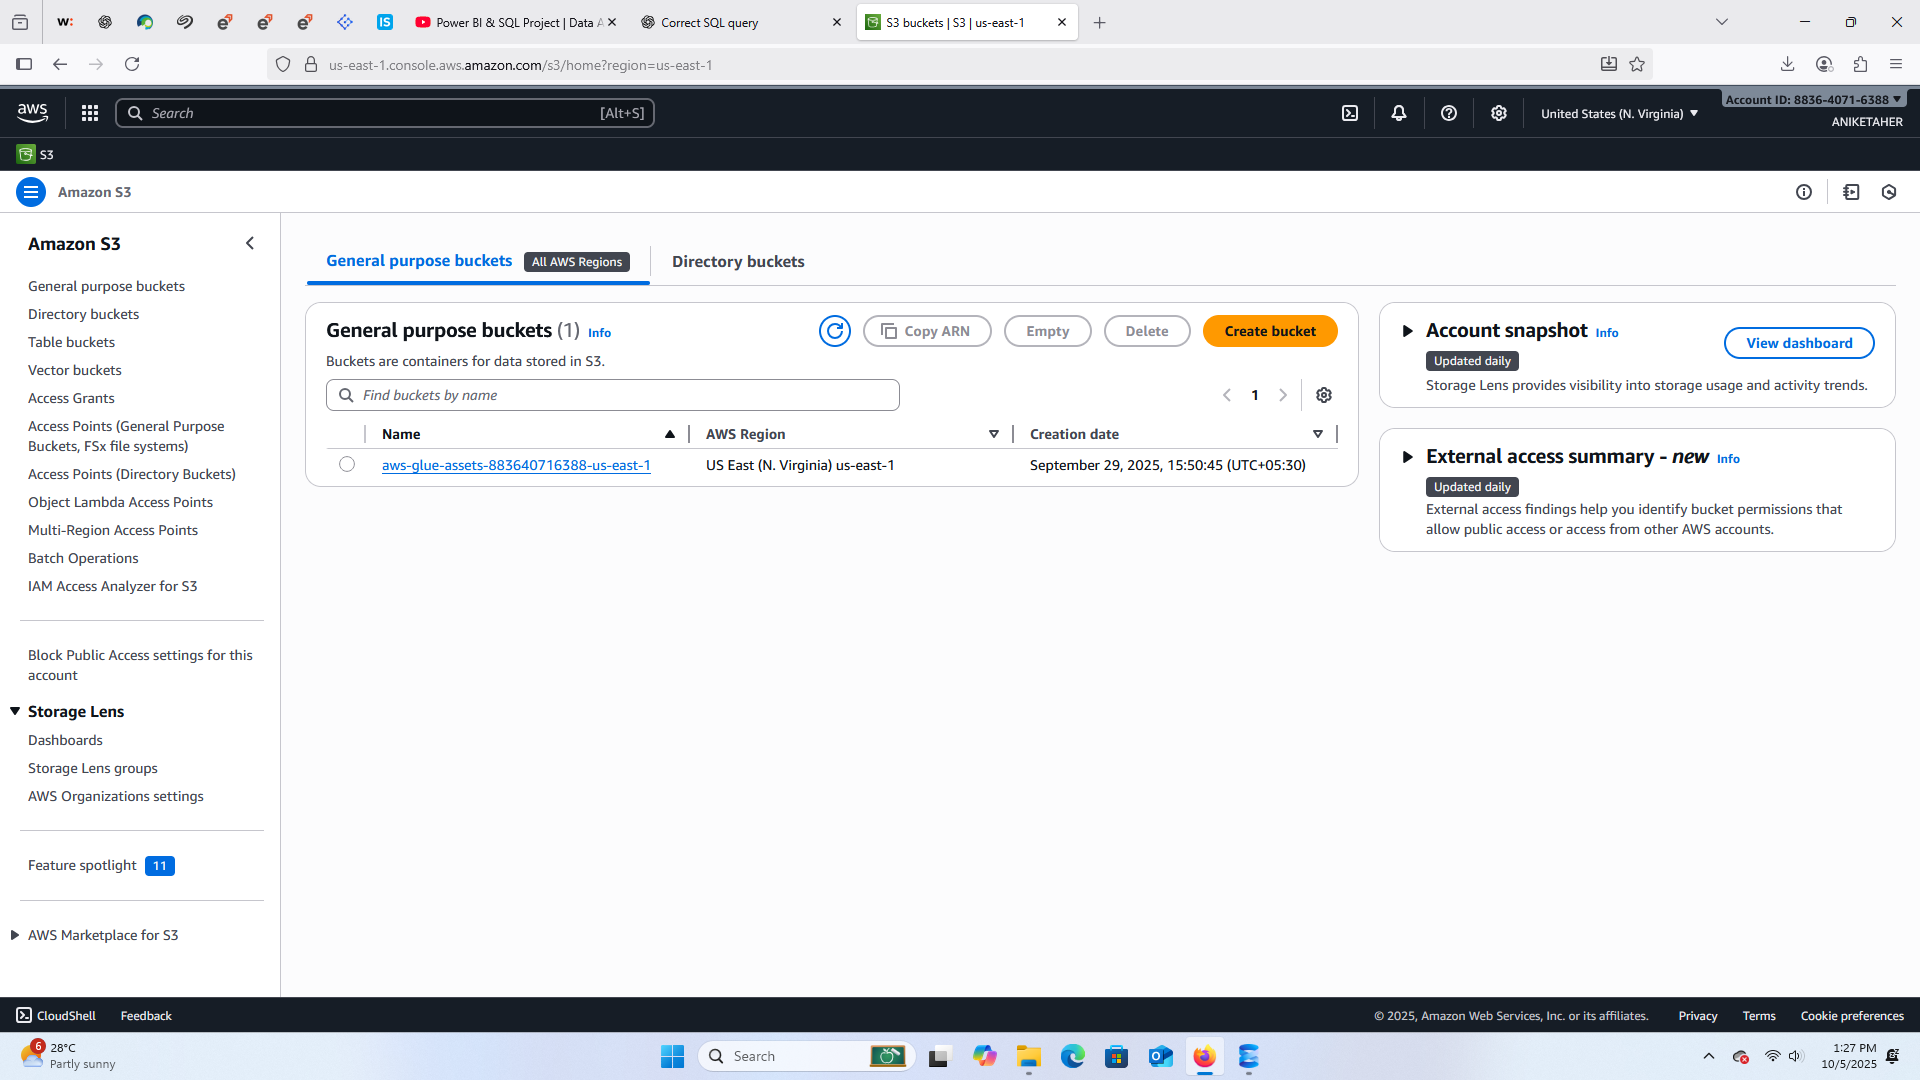 Power BI & SQL Project | Data A
Correct SQL query
S3 buckets | S3 | us-east-1
us-east-1.console.aws.amazon.com/s3/home?region=us-east-1
aws
Search
[Alt+S]
United States (N. Virginia)
Account ID: 8836-4071-6388
ANIKETAHER
S3
Amazon S3
Amazon S3
General purpose buckets
Directory buckets
Table buckets
Vector buckets
Access Grants
Access Points (General Purpose
Buckets, FSx file systems)
Access Points (Directory Buckets)
Object Lambda Access Points
Multi-Region Access Points
Batch Operations
IAM Access Analyzer for S3
Block Public Access settings for this
account
Storage Lens
Dashboards
Storage Lens groups
AWS Organizations settings
Feature spotlight 11
AWS Marketplace for S3
General purpose buckets All AWS Regions
Directory buckets
General purpose buckets (1) Info
Copy ARN
Empty
Delete
Create bucket
Buckets are containers for data stored in S3.
Find buckets by name
1
Name AWS Region Creation date
aws-glue-assets-883640716388-us-east-1 US East (N. Virginia) us-east-1 September 29, 2025, 15:50:45 (UTC+05:30)
Account snapshot Info
Updated daily
View dashboard
Storage Lens provides visibility into storage usage and activity trends.
External access summary - new Info
Updated daily
External access findings help you identify bucket permissions that
allow public access or access from other AWS accounts.
CloudShell Feedback
© 2025, Amazon Web Services, Inc. or its affiliates. Privacy Terms Cookie preferences
6
28°C
Partly sunny
Search
1:27 PM
10/5/2025